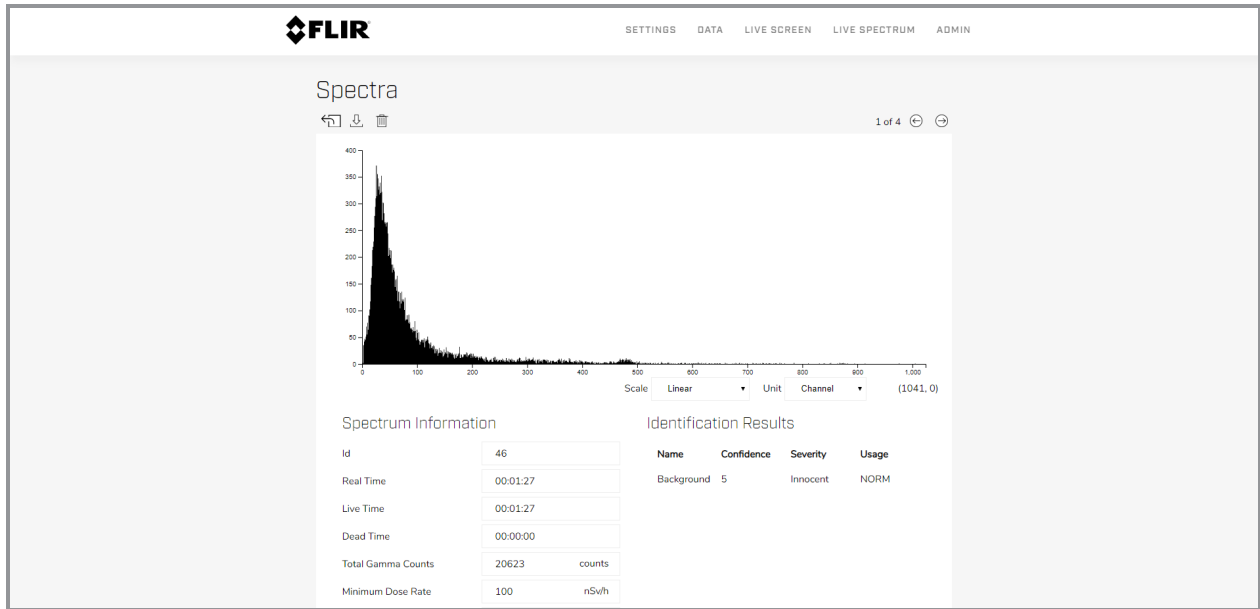 FLIR
SETTINGS DATA LIVE SCREEN LIVE SPECTRUM ADMIN
Spectra
1 of 4
400
350
300
250
200
150
100
50
0
0 100 200 300 400 500 600 700 800 900 1,000
Scale Linear Unit Channel (1041, 0)
Spectrum Information Identification Results
Id 46 Name Confidence Severity Usage
Real Time 00:01:27 Background 5 Innocent NORM
Live Time 00:01:27
Dead Time 00:00:00
Total Gamma Counts 20623 counts
Minimum Dose Rate 100 nSv/h